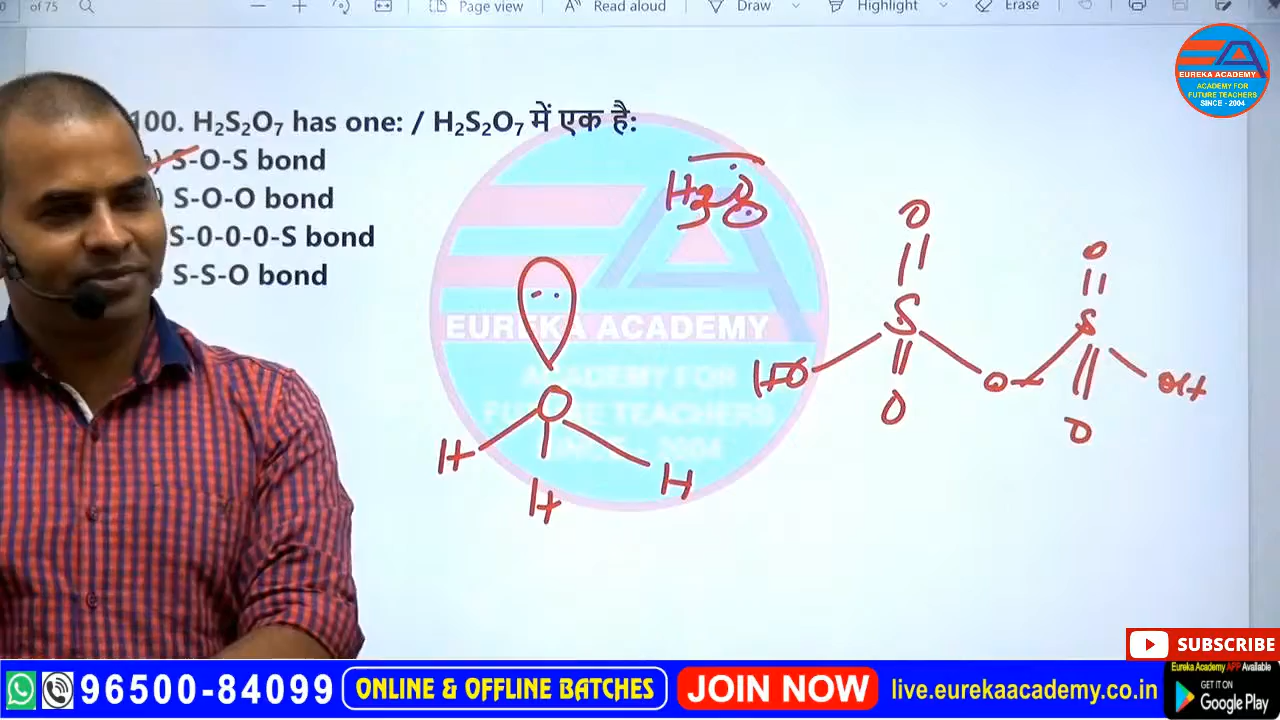 of 75
Page view
Read aloud
Draw
Highlight
Erase
EUREKA ACADEMY
ACADEMY FOR
FUTURE TEACHERS
SINCE - 2004
100. H₂S₂O₇ has one: / H₂S₂O₇ में एक है:
S-O-S bond
S-O-O bond
S-0-0-0-S bond
S-S-O bond
EUREKA ACADEMY
ACADEMY FOR
FUTURE TEACHERS
SINCE - 2004
O
O
S
S
HO
O
OH
O
O
O
H
H
H
SUBSCRIBE
96500-84099
ONLINE & OFFLINE BATCHES
JOIN NOW
live.eurekaacademy.co.in
Eureka Academy APP Available
GET IT ON
Google Play